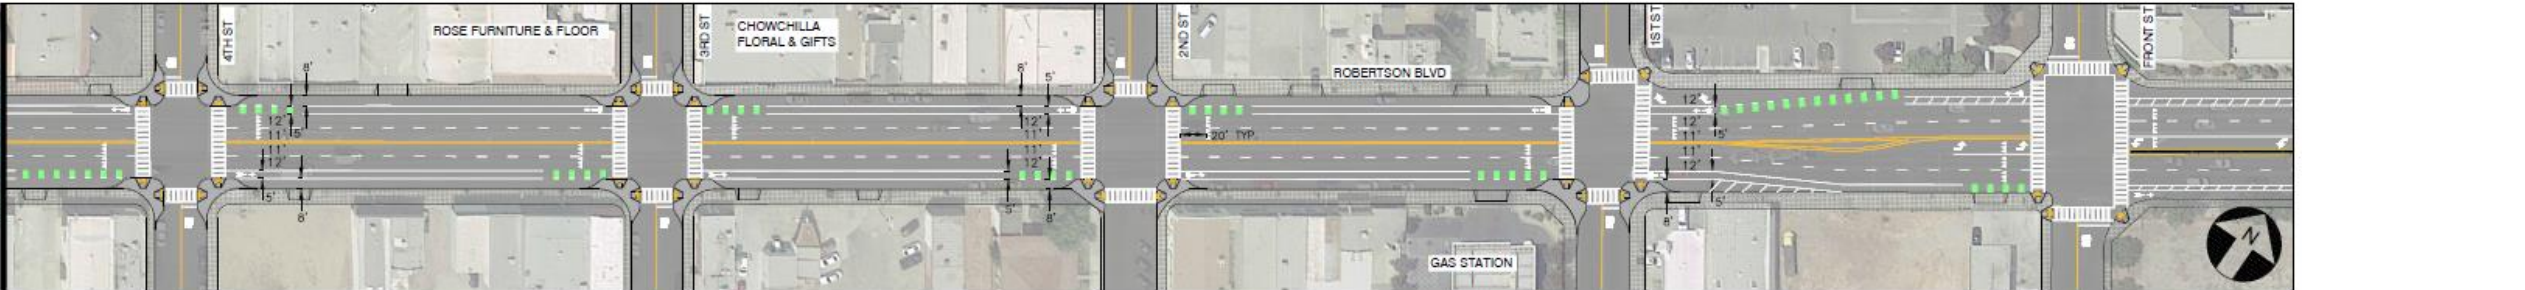 4TH ST
ROSE FURNITURE & FLOOR
3RD ST
CHOWCHILLA
FLORAL & GIFTS
2ND ST
ROBERTSON BLVD
1ST ST
FRONT ST
8'
8'
5'
12'
12'
11'
11'
12'
5'
5'
8'
12'
11'
11'
12'
5'
8'
20' TYP.
12'
11'
11'
12'
5'
8'
5'
GAS STATION
N